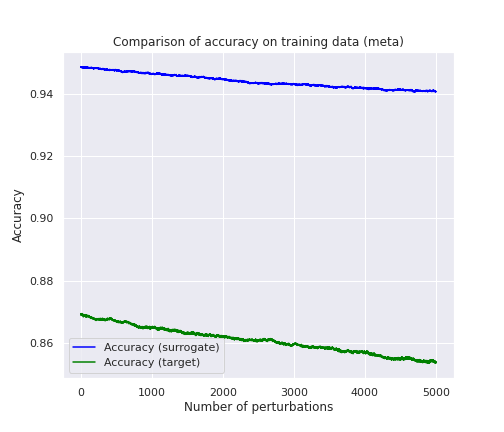 Comparison of accuracy on training data (meta)
Accuracy
0.94
0.92
0.90
0.88
0.86
Accuracy (surrogate)
Accuracy (target)
0 1000 2000 3000 4000 5000
Number of perturbations